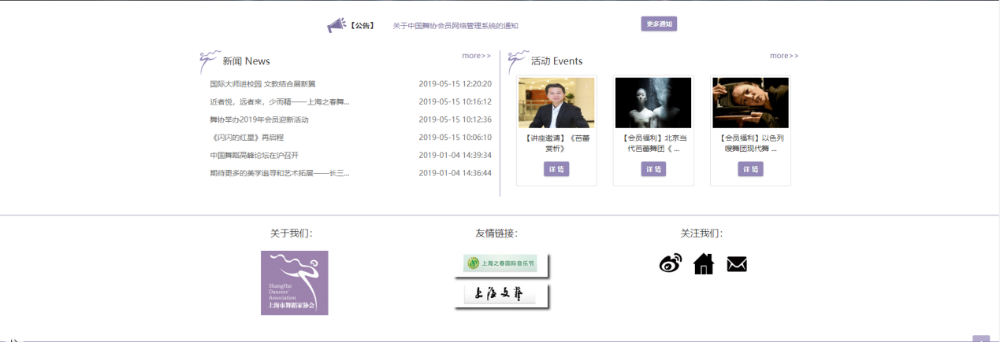 【公告】 关于中国舞协会员网络管理系统的通知 更多通知
新闻 News more>>
国际大师进校园 文教结合展新翼 2019-05-15 12:20:20
近者悦，远者来，少而精——上海之春舞... 2019-05-15 10:16:12
舞协举办2019年会员迎新活动 2019-05-15 10:12:36
《闪闪的红星》再启程 2019-05-15 10:06:10
中国舞蹈高峰论坛在沪召开 2019-01-04 14:39:34
期待更多的美学追寻和艺术拓展——长三... 2019-01-04 14:36:44
活动 Events more>>
【讲座邀请】《芭蕾
赏析》
详 情
【会员福利】北京当
代芭蕾舞团《 ...
详 情
【会员福利】以色列
嗖舞团现代舞 ...
详 情
关于我们：
ShangHai
Dancers'
Association
上海市舞蹈家协会
友情链接：
上海之春国际音乐节
上海文艺
关注我们：